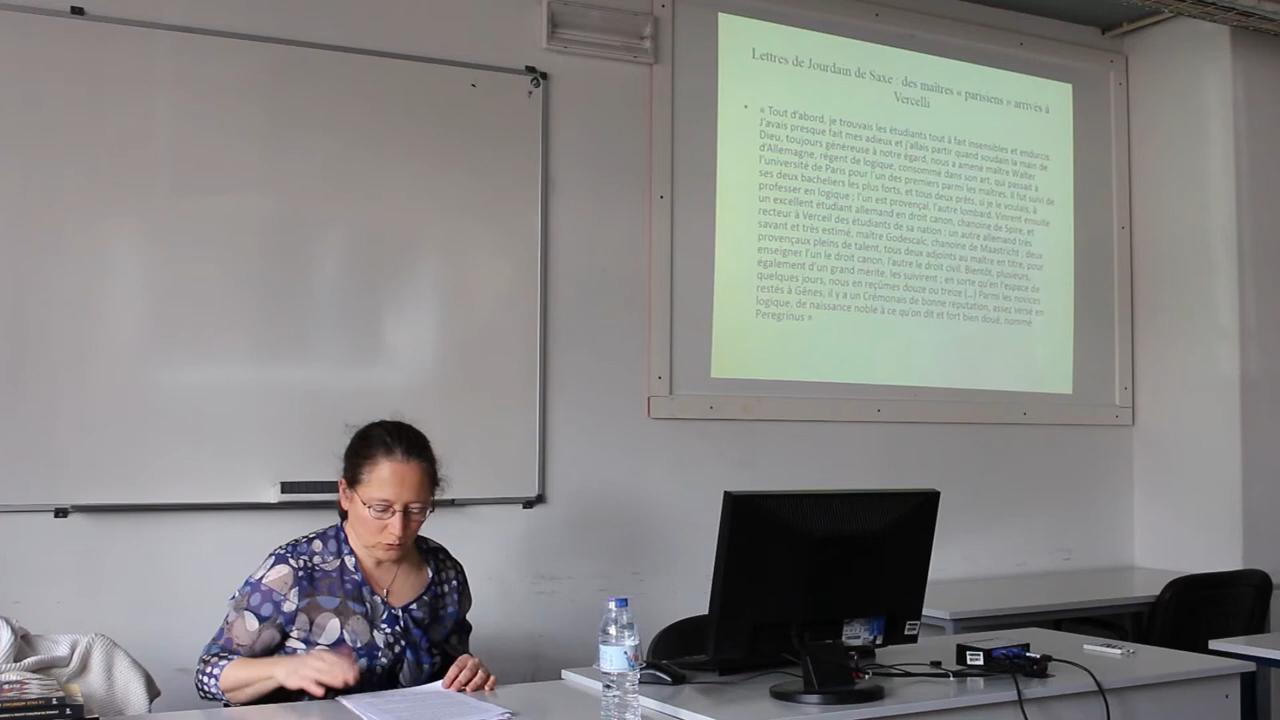 Lettres de Jourdain de Saxe : des maîtres « parisiens » arrivés à
Vercelli
• « Tout d'abord, je trouvais les étudiants tout à fait insensibles et endurcis.
J'avais presque fait mes adieux et j'allais partir quand soudain la main de
Dieu, toujours généreuse à notre égard, nous a amené maître Walter
d'Allemagne, régent de logique, consommé dans son art, qui passait à
l'université de Paris pour l'un des premiers parmi les maîtres. Il fut suivi de
ses deux bacheliers les plus forts, et tous deux prêts, si je le voulais, à
professer en logique ; l'un est provençal, l'autre lombard. Vinrent ensuite
un excellent étudiant allemand en droit canon, chanoine de Spire, et
recteur à Verceil des étudiants de sa nation ; un autre allemand très
savant et très estimé, maître Godescalc, chanoine de Maastricht ; deux
provençaux pleins de talent, tous deux adjoints au maître en titre, pour
enseigner l'un le droit canon, l'autre le droit civil. Bientôt, plusieurs,
également d'un grand mérite, les suivirent ; en sorte qu'en l'espace de
quelques jours, nous en reçûmes douze ou treize (…) Parmi les novices
restés à Gênes, il y a un Crémonais de bonne reputation, assez versé en
logique, de naissance noble à ce qu'on dit et fort bien doué, nommé
Peregrinus »